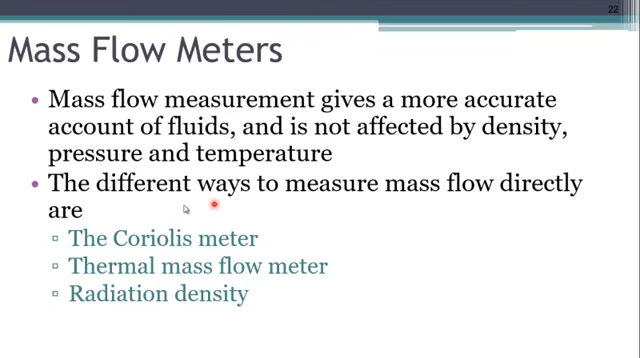 22
Mass Flow Meters
• Mass flow measurement gives a more accurate
account of fluids, and is not affected by density,
pressure and temperature
• The different ways to measure mass flow directly
are
▫ The Coriolis meter
▫ Thermal mass flow meter
▫ Radiation density